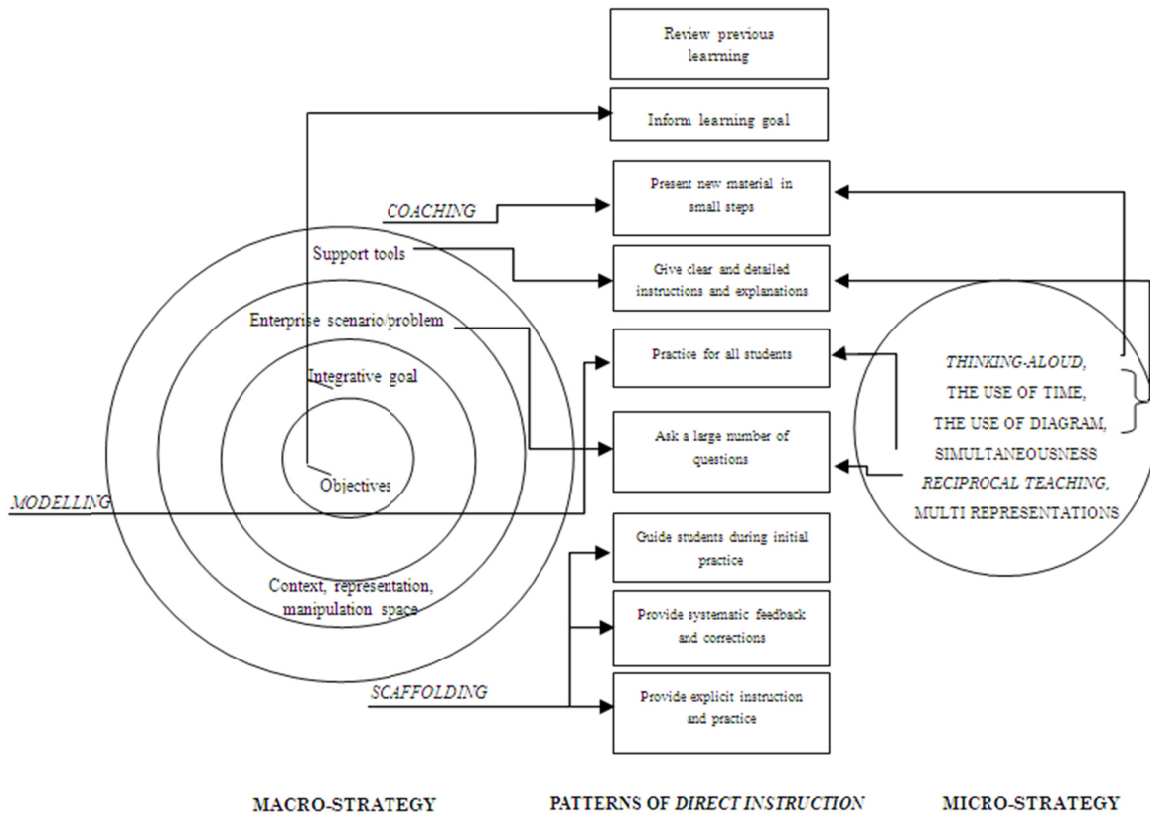 Review previous
learrning
Inform learning goal
Present new material in
small steps
COACHING
Support tools
Give clear and detailed
instructions and explanations
Enterprise scenario/problem
Practice for all students
Integrative goal
THINKING-ALOUD,
THE USE OF TIME,
THE USE OF DIAGRAM,
SIMULTANEOUSNESS
RECIPROCAL TEACHING,
MULTI REPRESENTATIONS
Ask a large number of
questions
Objectives
MODELLING
Guide students during initial
practice
Context, representation,
manipulation space
Provide systematic feedback
and corrections
SCAFFOLDING
Provide explicit instruction
and practice
MACRO-STRATEGY
PATTERNS OF DIRECT INSTRUCTION
MICRO-STRATEGY